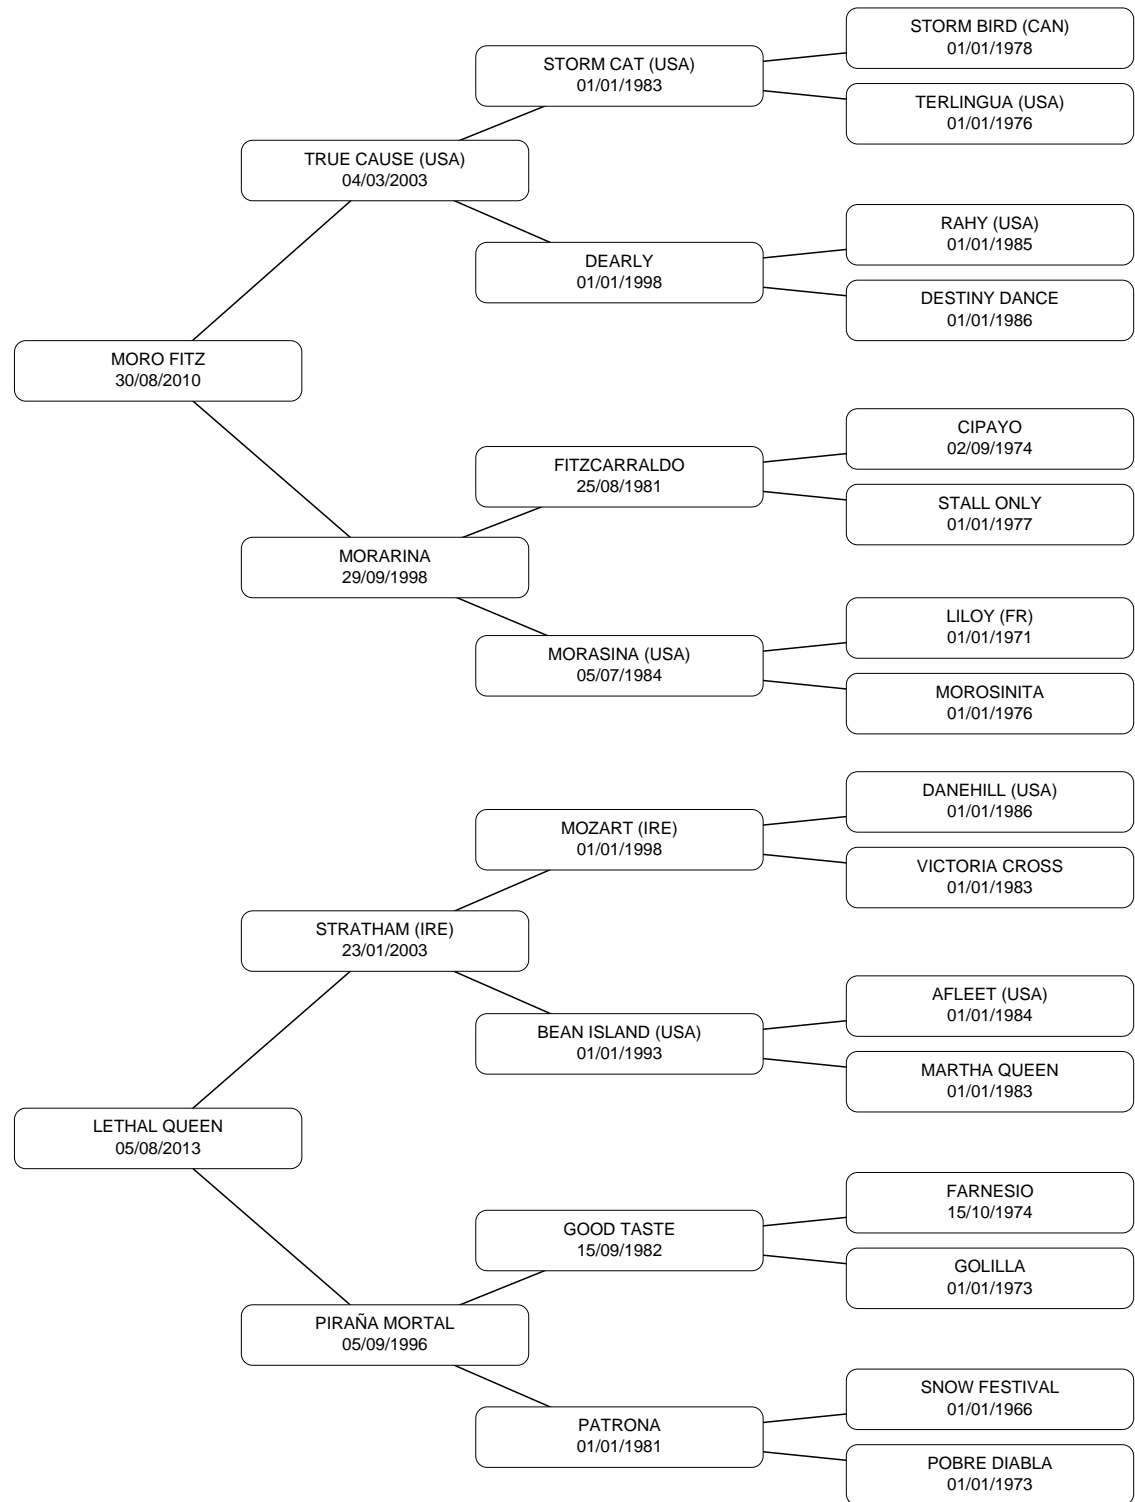 STORM BIRD (CAN)
01/01/1978
STORM CAT (USA)
01/01/1983
TERLINGUA (USA)
01/01/1976
TRUE CAUSE (USA)
04/03/2003
RAHY (USA)
01/01/1985
DEARLY
01/01/1998
DESTINY DANCE
01/01/1986
MORO FITZ
30/08/2010
CIPAYO
02/09/1974
FITZCARRALDO
25/08/1981
STALL ONLY
01/01/1977
MORARINA
29/09/1998
LILOY (FR)
01/01/1971
MORASINA (USA)
05/07/1984
MOROSINITA
01/01/1976
DANEHILL (USA)
01/01/1986
MOZART (IRE)
01/01/1998
VICTORIA CROSS
01/01/1983
STRATHAM (IRE)
23/01/2003
AFLEET (USA)
01/01/1984
BEAN ISLAND (USA)
01/01/1993
MARTHA QUEEN
01/01/1983
LETHAL QUEEN
05/08/2013
FARNESIO
15/10/1974
GOOD TASTE
15/09/1982
GOLILLA
01/01/1973
PIRAÑA MORTAL
05/09/1996
SNOW FESTIVAL
01/01/1966
PATRONA
01/01/1981
POBRE DIABLA
01/01/1973